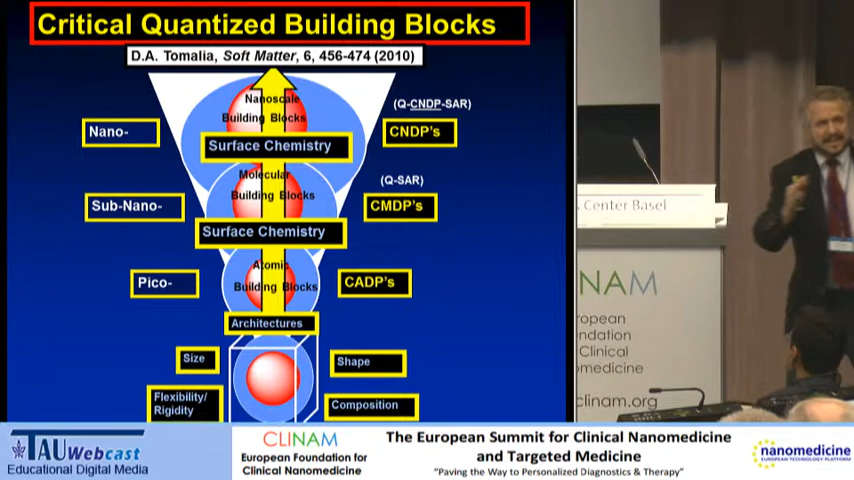 Critical Quantized Building Blocks
D.A. Tomalia, Soft Matter, 6, 456-474 (2010)
Nanoscale
Building Blocks
(Q-CNDP-SAR)
Nano-
CNDP's
Surface Chemistry
Molecular
Building Blocks
(Q-SAR)
Sub-Nano-
CMDP's
Surface Chemistry
Atomic
Building Blocks
Pico-
CADP's
Architectures
Size
Shape
Flexibility/
Rigidity
Composition
Center Basel
NAM
ropean
ndation
Clinical
omedicine
clinam.org
TAU Webcast
Educational Digital Media
CLINAM
European Foundation for
Clinical Nanomedicine
The European Summit for Clinical Nanomedicine
and Targeted Medicine
"Paving the Way to Personalized Diagnostics & Therapy"
nanomedicine
EUROPEAN TECHNOLOGY PLATFORM